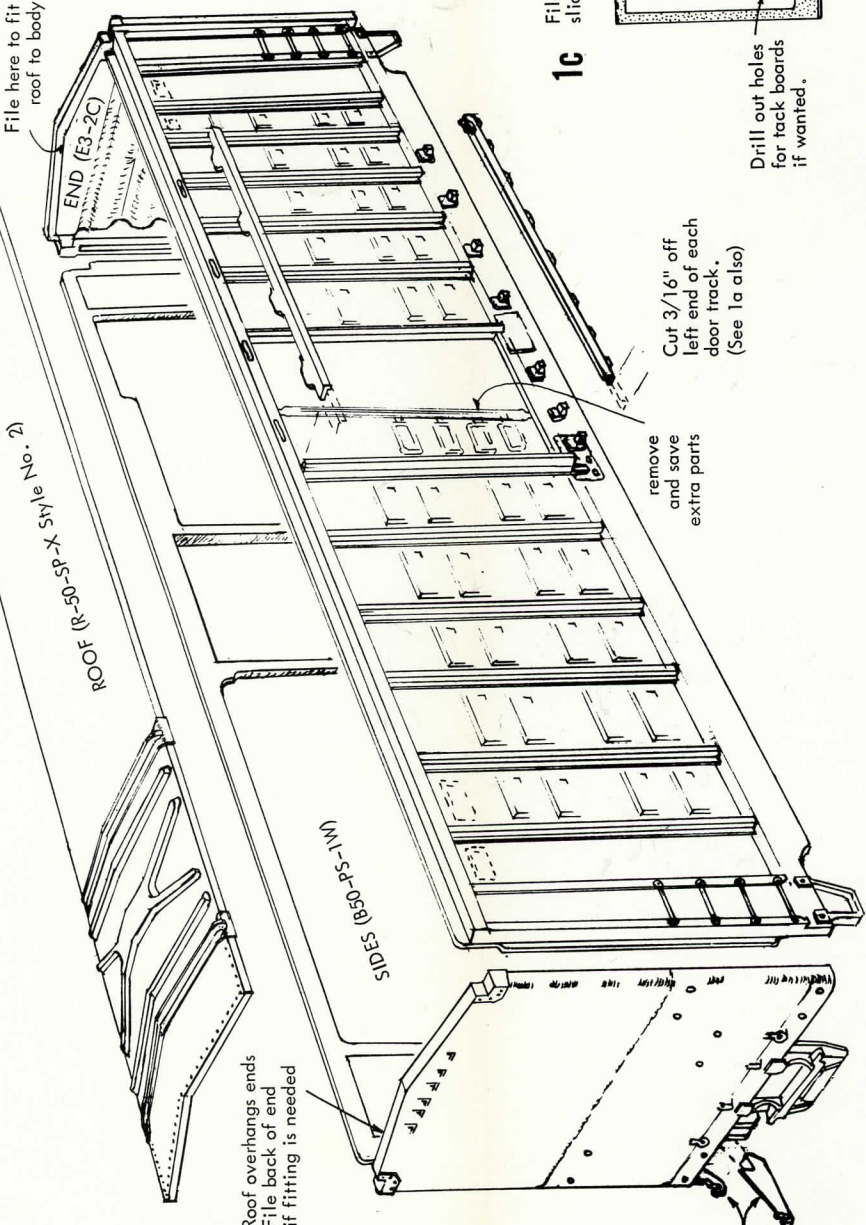 File here to fit
roof to body
END (E3-2C)
ROOF (R-50-SP-X Style No. 2)
SIDES (B50-PS-1W)
Roof overhangs ends
File back of end
if fitting is needed
remove
and save
extra parts
Cut 3/16" off
left end of each
door track.
(See 1a also)
1c
Drill out holes
for tack boards
if wanted.